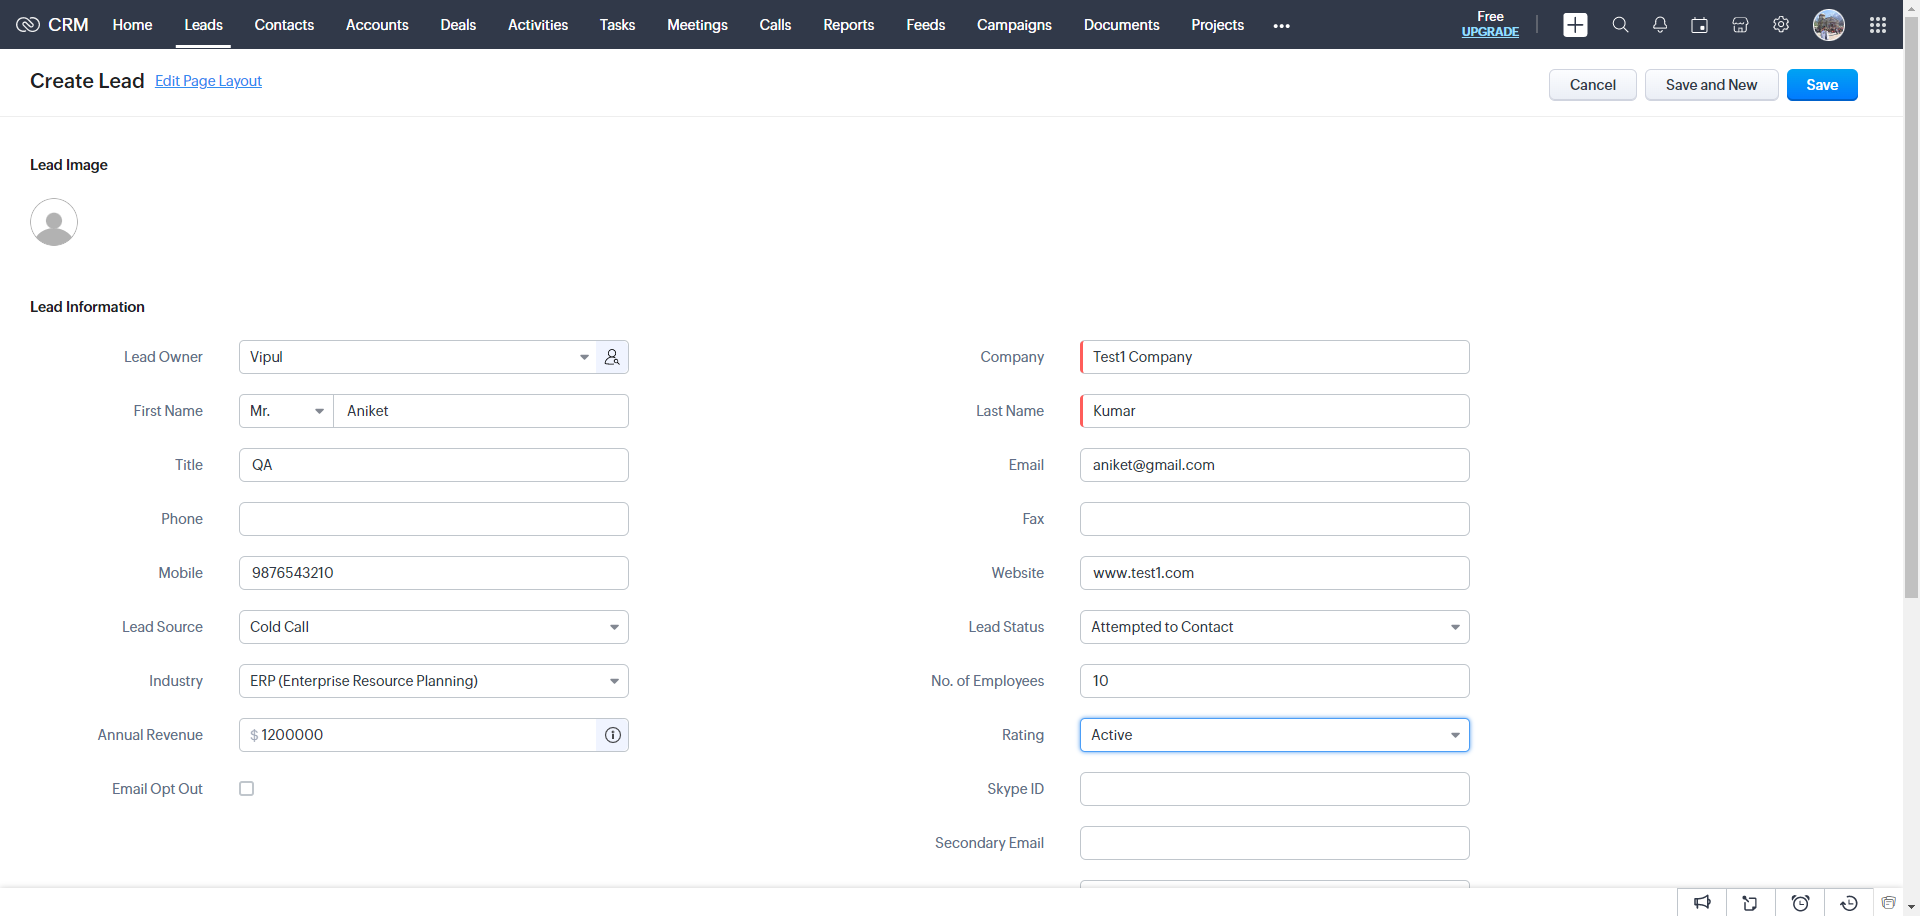 CRM Home Leads Contacts Accounts Deals Activities Tasks Meetings Calls Reports Feeds Campaigns Documents Projects ••• Free
UPGRADE
Create Lead Edit Page Layout Cancel Save and New Save
Lead Image
Lead Information
Lead Owner Vipul Company Test1 Company
First Name Mr. Aniket Last Name Kumar
Title QA Email aniket@gmail.com
Phone Fax
Mobile 9876543210 Website www.test1.com
Lead Source Cold Call Lead Status Attempted to Contact
Industry ERP (Enterprise Resource Planning) No. of Employees 10
Annual Revenue $ 1200000 Rating Active
Email Opt Out Skype ID
Secondary Email